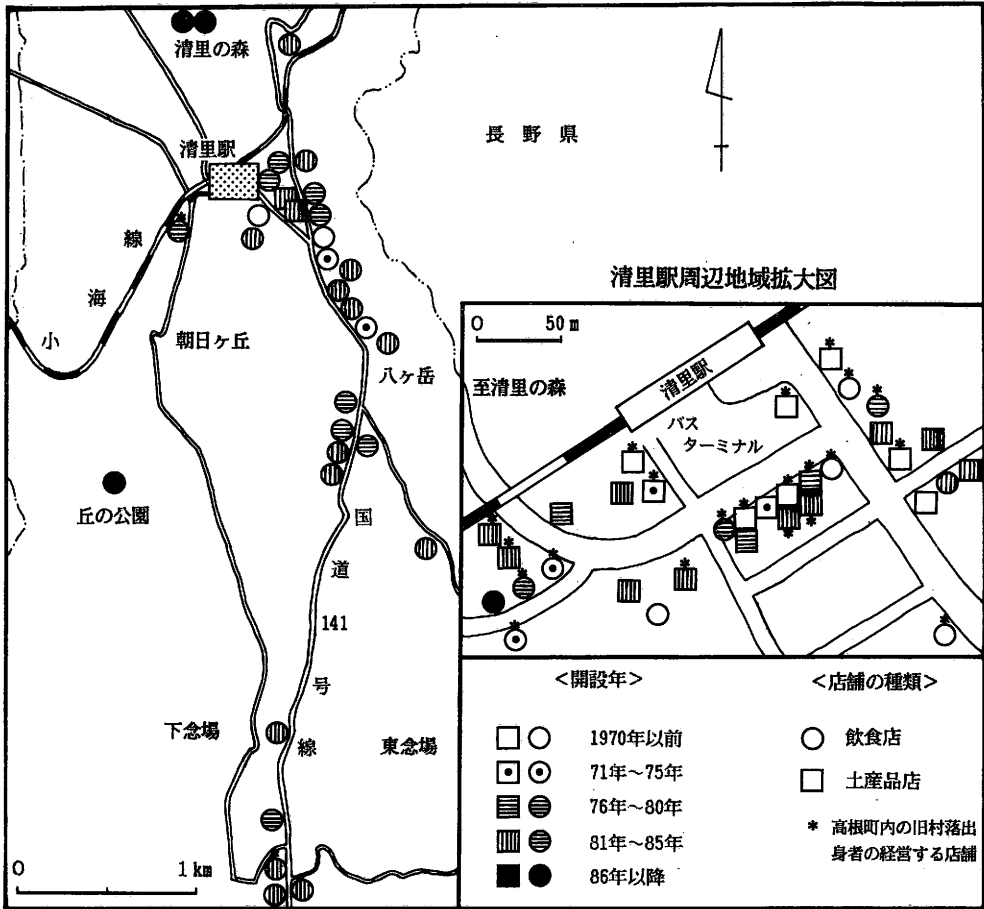 清里の森
清里駅
長野県
小海線
朝日ヶ丘
八ヶ岳
丘の公園
国道141号線
下念場
東念場
0 1km
清里駅周辺地域拡大図
0 50m
至清里の森
清里駅
バス
ターミナル
<開設年>
1970年以前
71年～75年
76年～80年
81年～85年
86年以降
<店舗の種類>
飲食店
土産品店
* 高根町内の旧村落出
身者の経営する店舗